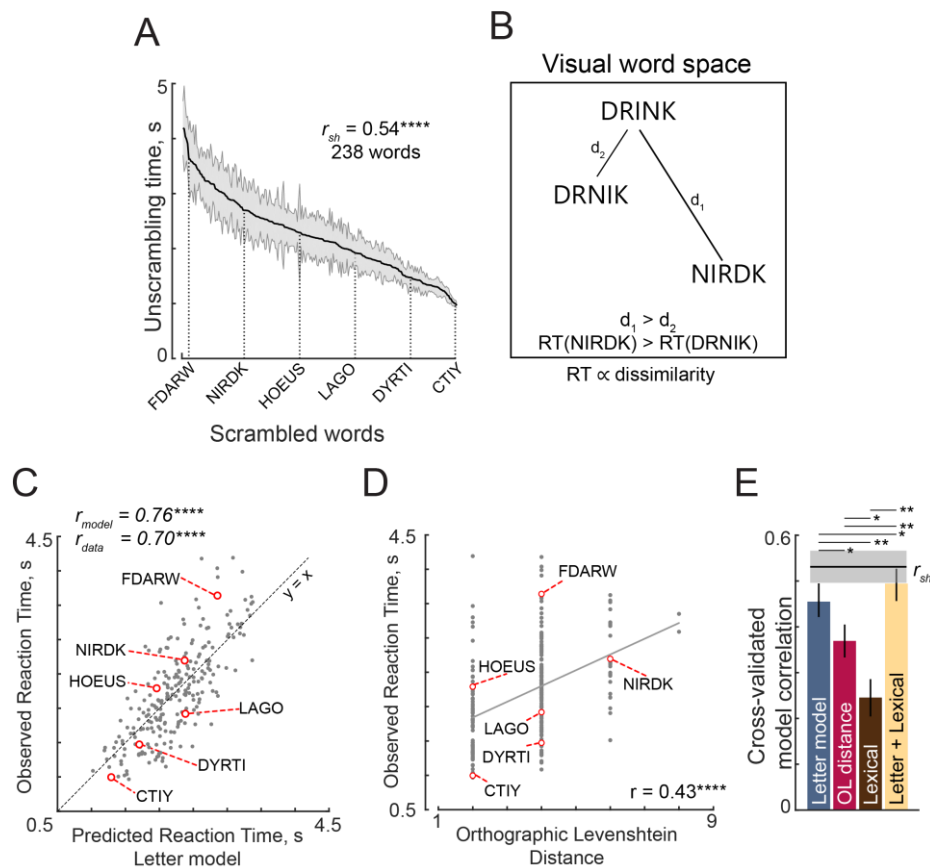 A
5
r_sh = 0.54****
238 words
Unscrambling time, s
0
FDARW
NIRDK
HOEUS
LAGO
DYRTI
CTIY
Scrambled words
B
Visual word space
DRINK
d₂
DRNIK
d₁
NIRDK
d₁ > d₂
RT(NIRDK) > RT(DRNIK)
RT ∝ dissimilarity
C
r_model = 0.76****
r_data = 0.70****
4.5
FDARW
y = x
NIRDK
HOEUS
LAGO
DYRTI
CTIY
Observed Reaction Time, s
0.5
4.5
Predicted Reaction Time, s
Letter model
D
4.5
FDARW
HOEUS
NIRDK
LAGO
DYRTI
CTIY
r = 0.43****
Observed Reaction Time, s
0.5
1
9
Orthographic Levenshtein
Distance
E
**
*
**
*
**
*
0.6
r_sh
Cross-validated
model correlation
Letter model
OL distance
Lexical
Letter + Lexical
0